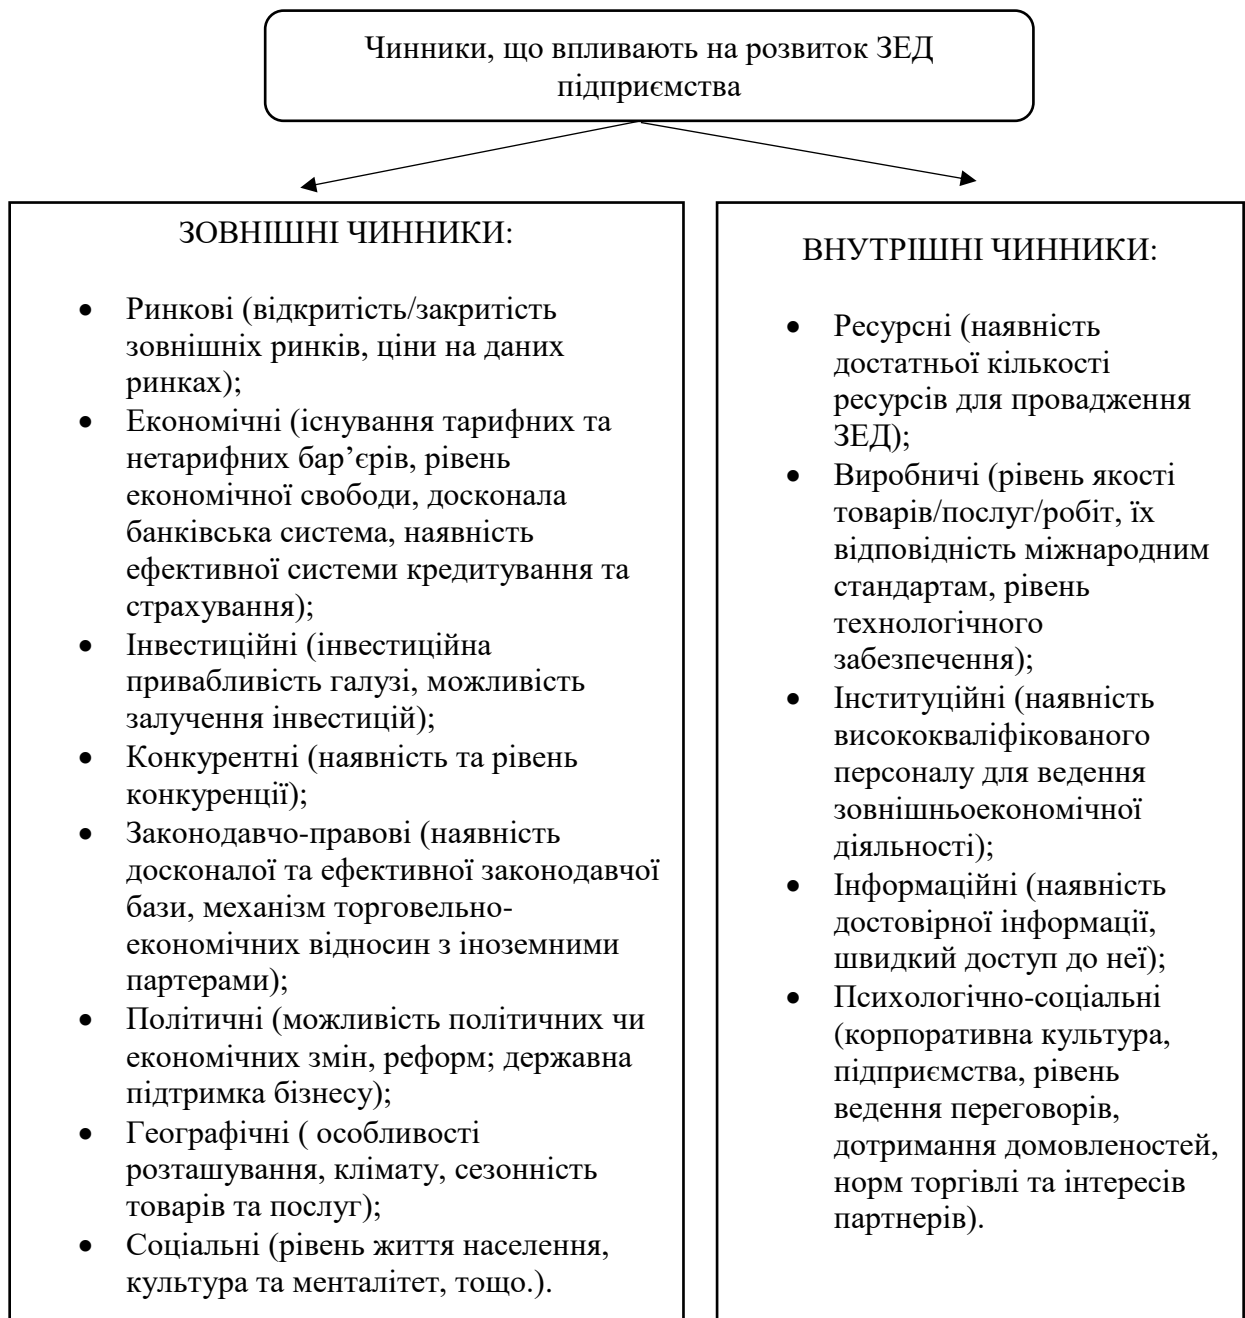 Чинники, що впливають на розвиток ЗЕД
підприємства
ЗОВНІШНІ ЧИННИКИ:
• Ринкові (відкритість/закритість
зовнішніх ринків, ціни на даних
ринках);
• Економічні (існування тарифних та
нетарифних бар’єрів, рівень
економічної свободи, досконала
банківська система, наявність
ефективної системи кредитування та
страхування);
• Інвестиційні (інвестиційна
привабливість галузі, можливість
залучення інвестицій);
• Конкурентні (наявність та рівень
конкуренції);
• Законодавчо-правові (наявність
досконалої та ефективної законодавчої
бази, механізм торговельно-
економічних відносин з іноземними
партерами);
• Політичні (можливість політичних чи
економічних змін, реформ; державна
підтримка бізнесу);
• Географічні ( особливості
розташування, клімату, сезонність
товарів та послуг);
• Соціальні (рівень життя населення,
культура та менталітет, тощо.).
ВНУТРІШНІ ЧИННИКИ:
• Ресурсні (наявність
достатньої кількості
ресурсів для провадження
ЗЕД);
• Виробничі (рівень якості
товарів/послуг/робіт, їх
відповідність міжнародним
стандартам, рівень
технологічного
забезпечення);
• Інституційні (наявність
висококваліфікованого
персоналу для ведення
зовнішньоекономічної
діяльності);
• Інформаційні (наявність
достовірної інформації,
швидкий доступ до неї);
• Психологічно-соціальні
(корпоративна культура,
підприємства, рівень
ведення переговорів,
дотримання домовленостей,
норм торгівлі та інтересів
партнерів).